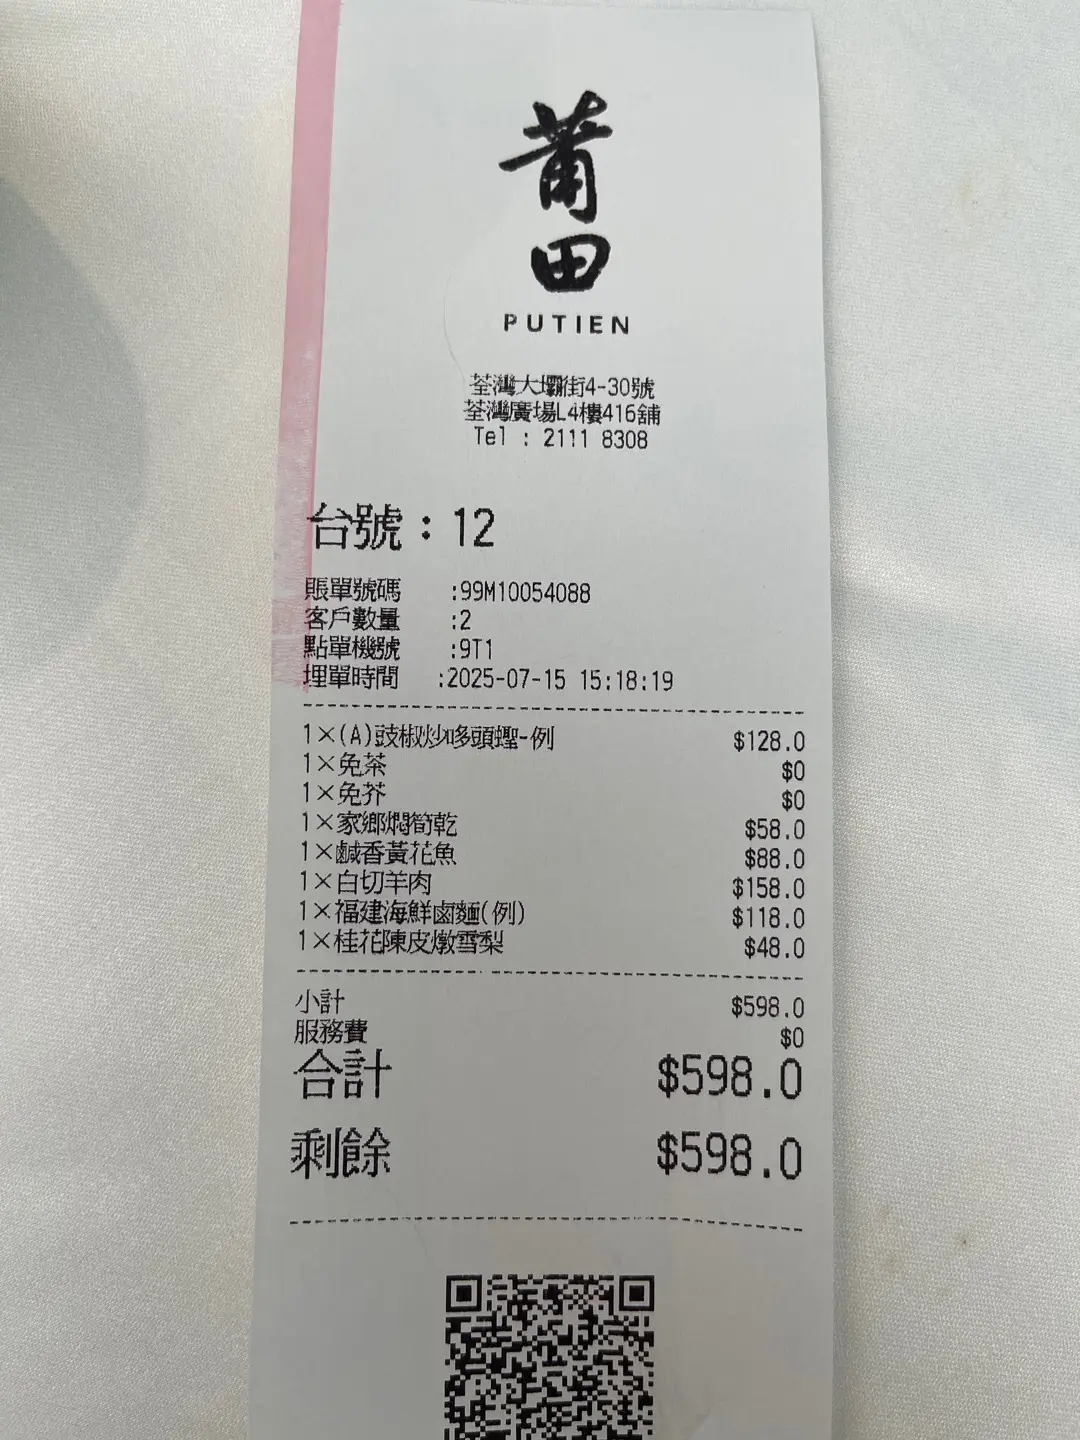 莆田
PUTIEN
荃灣大壩街4-30號
荃灣廣場L4樓416舖
Tel : 2111 8308
台號：12
賬單號碼 :99M10054088
客戶數量 :2
點單機號 :9T1
埋單時間 :2025-07-15 15:18:19
1×(A)豉椒炒哆頭蟶-例 $128.0
1×免茶 $0
1×免芥 $0
1×家鄉燜筍乾 $58.0
1×鹹香黃花魚 $88.0
1×白切羊肉 $158.0
1×福建海鮮鹵麵(例) $118.0
1×桂花陳皮燉雪梨 $48.0
小計 $598.0
服務費 $0
合計 $598.0
剩餘 $598.0